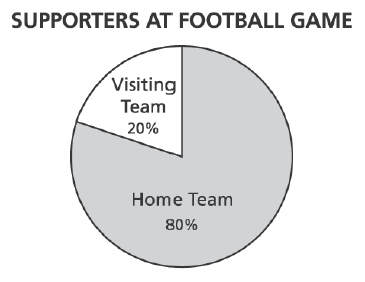 SUPPORTERS AT FOOTBALL GAME
Visiting
Team
20%
Home Team
80%